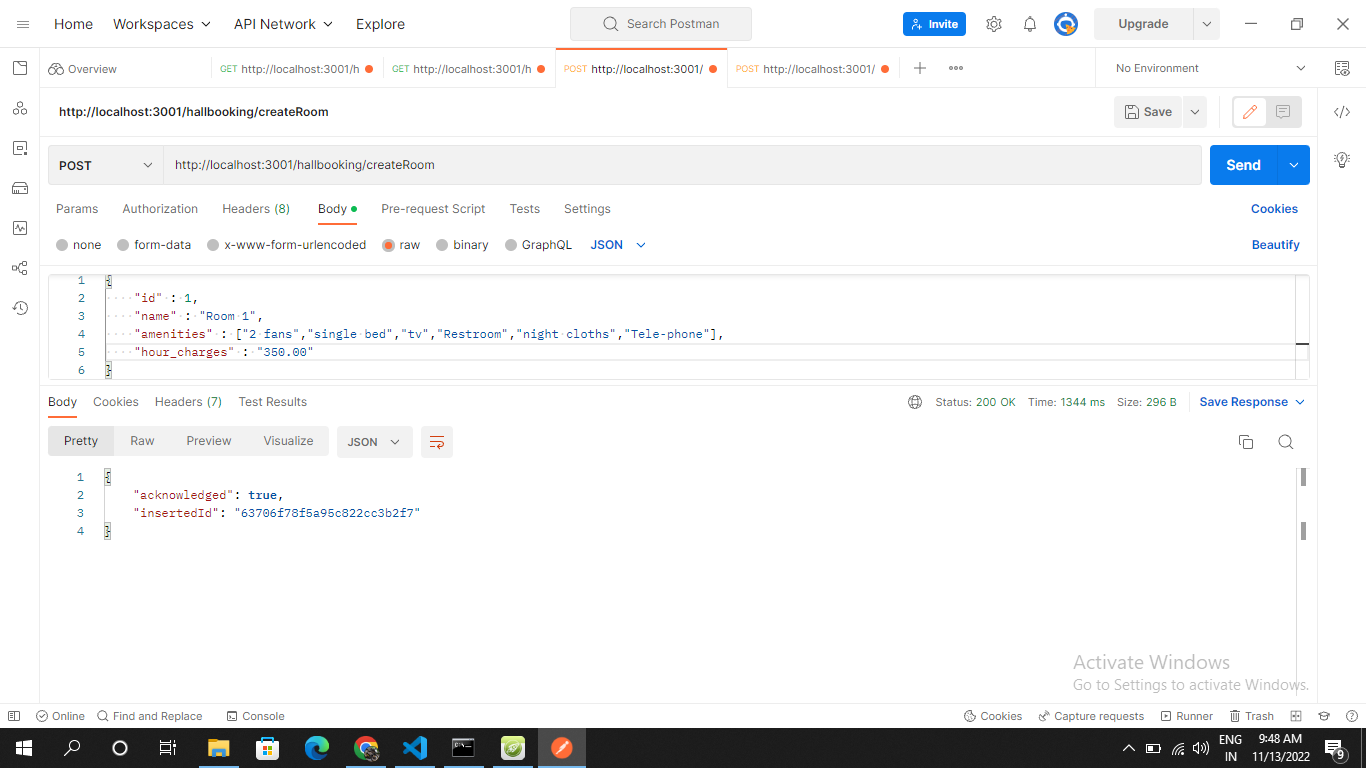 Home Workspaces API Network Explore Search Postman Invite Upgrade
Overview GET http://localhost:3001/h GET http://localhost:3001/h POST http://localhost:3001/ POST http://localhost:3001/ No Environment
http://localhost:3001/hallbooking/createRoom Save
POST http://localhost:3001/hallbooking/createRoom Send
Params Authorization Headers (8) Body Pre-request Script Tests Settings Cookies
none form-data x-www-form-urlencoded raw binary GraphQL JSON Beautify
1 {
2 "id" : 1,
3 "name" : "Room 1",
4 "amenities" : ["2 fans","single bed","tv","Restroom","night cloths","Tele-phone"],
5 "hour_charges" : "350.00"
6 }
Body Cookies Headers (7) Test Results Status: 200 OK Time: 1344 ms Size: 296 B Save Response
Pretty Raw Preview Visualize JSON
1 {
2 "acknowledged": true,
3 "insertedId": "63706f78f5a95c822cc3b2f7"
4 }
Activate Windows
Go to Settings to activate Windows.
Online Find and Replace Console Cookies Capture requests Runner Trash
ENG 9:48 AM
IN 11/13/2022 9